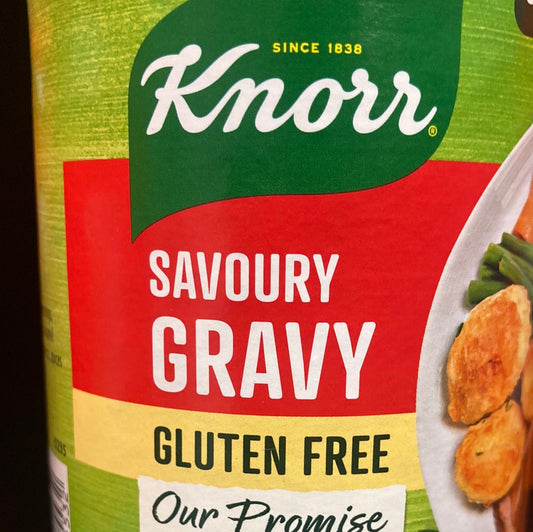 SINCE 1838
Knorr®
SAVOURY
GRAVY
GLUTEN FREE
Our Promise